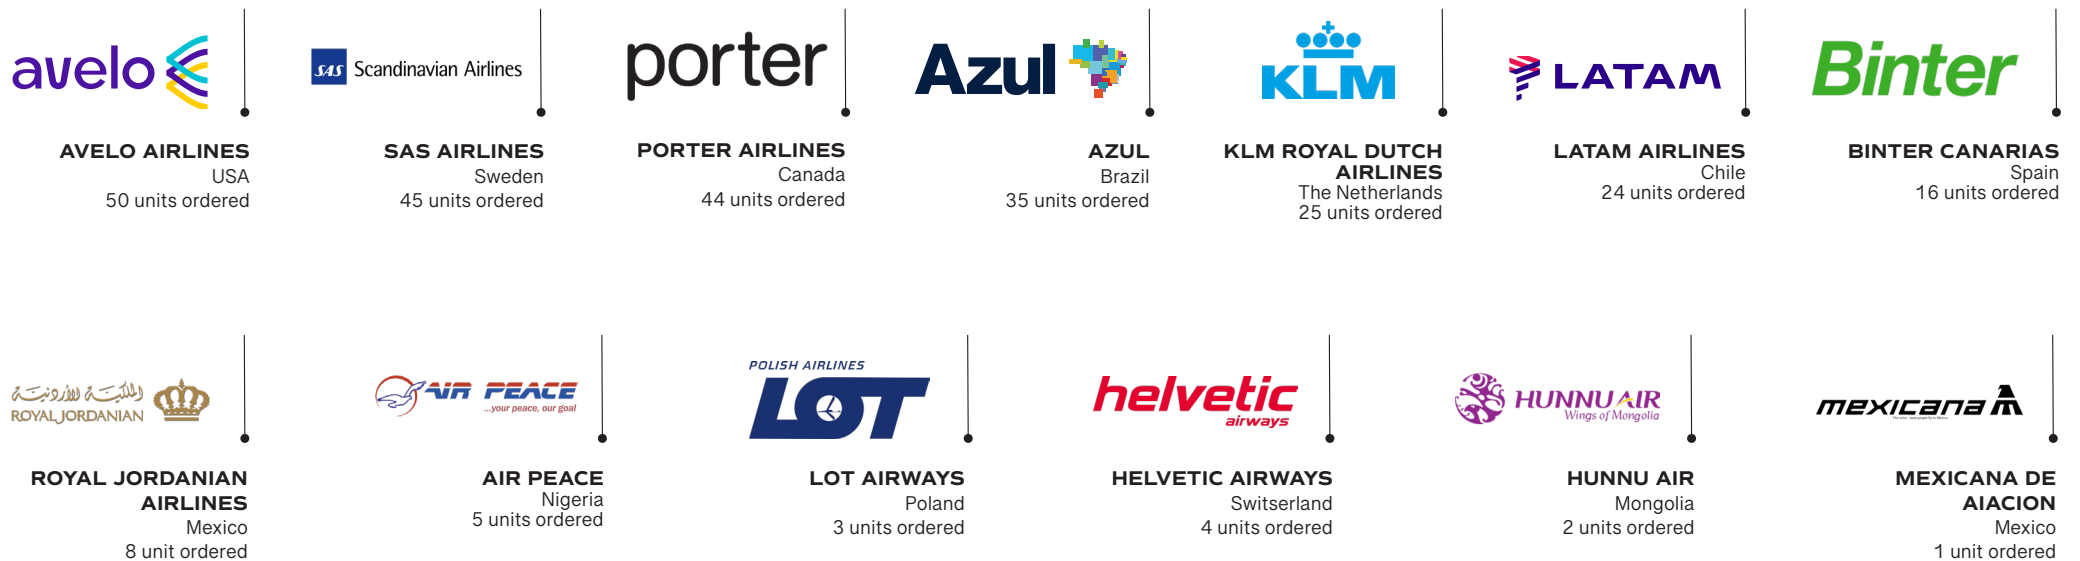 avelo
SAS Scandinavian Airlines
porter
Azul
KLM
LATAM
Binter
AVELO AIRLINES
USA
50 units ordered
SAS AIRLINES
Sweden
45 units ordered
PORTER AIRLINES
Canada
44 units ordered
AZUL
Brazil
35 units ordered
KLM ROYAL DUTCH
AIRLINES
The Netherlands
25 units ordered
LATAM AIRLINES
Chile
24 units ordered
BINTER CANARIAS
Spain
16 units ordered
الملكية الأردنية
ROYAL JORDANIAN
AIR PEACE
...your peace, our goal
POLISH AIRLINES
LOT
helvetic
airways
HUNNU AIR
Wings of Mongolia
mexicana
ROYAL JORDANIAN
AIRLINES
Mexico
8 unit ordered
AIR PEACE
Nigeria
5 units ordered
LOT AIRWAYS
Poland
3 units ordered
HELVETIC AIRWAYS
Switserland
4 units ordered
HUNNU AIR
Mongolia
2 units ordered
MEXICANA DE
AIACION
Mexico
1 unit ordered